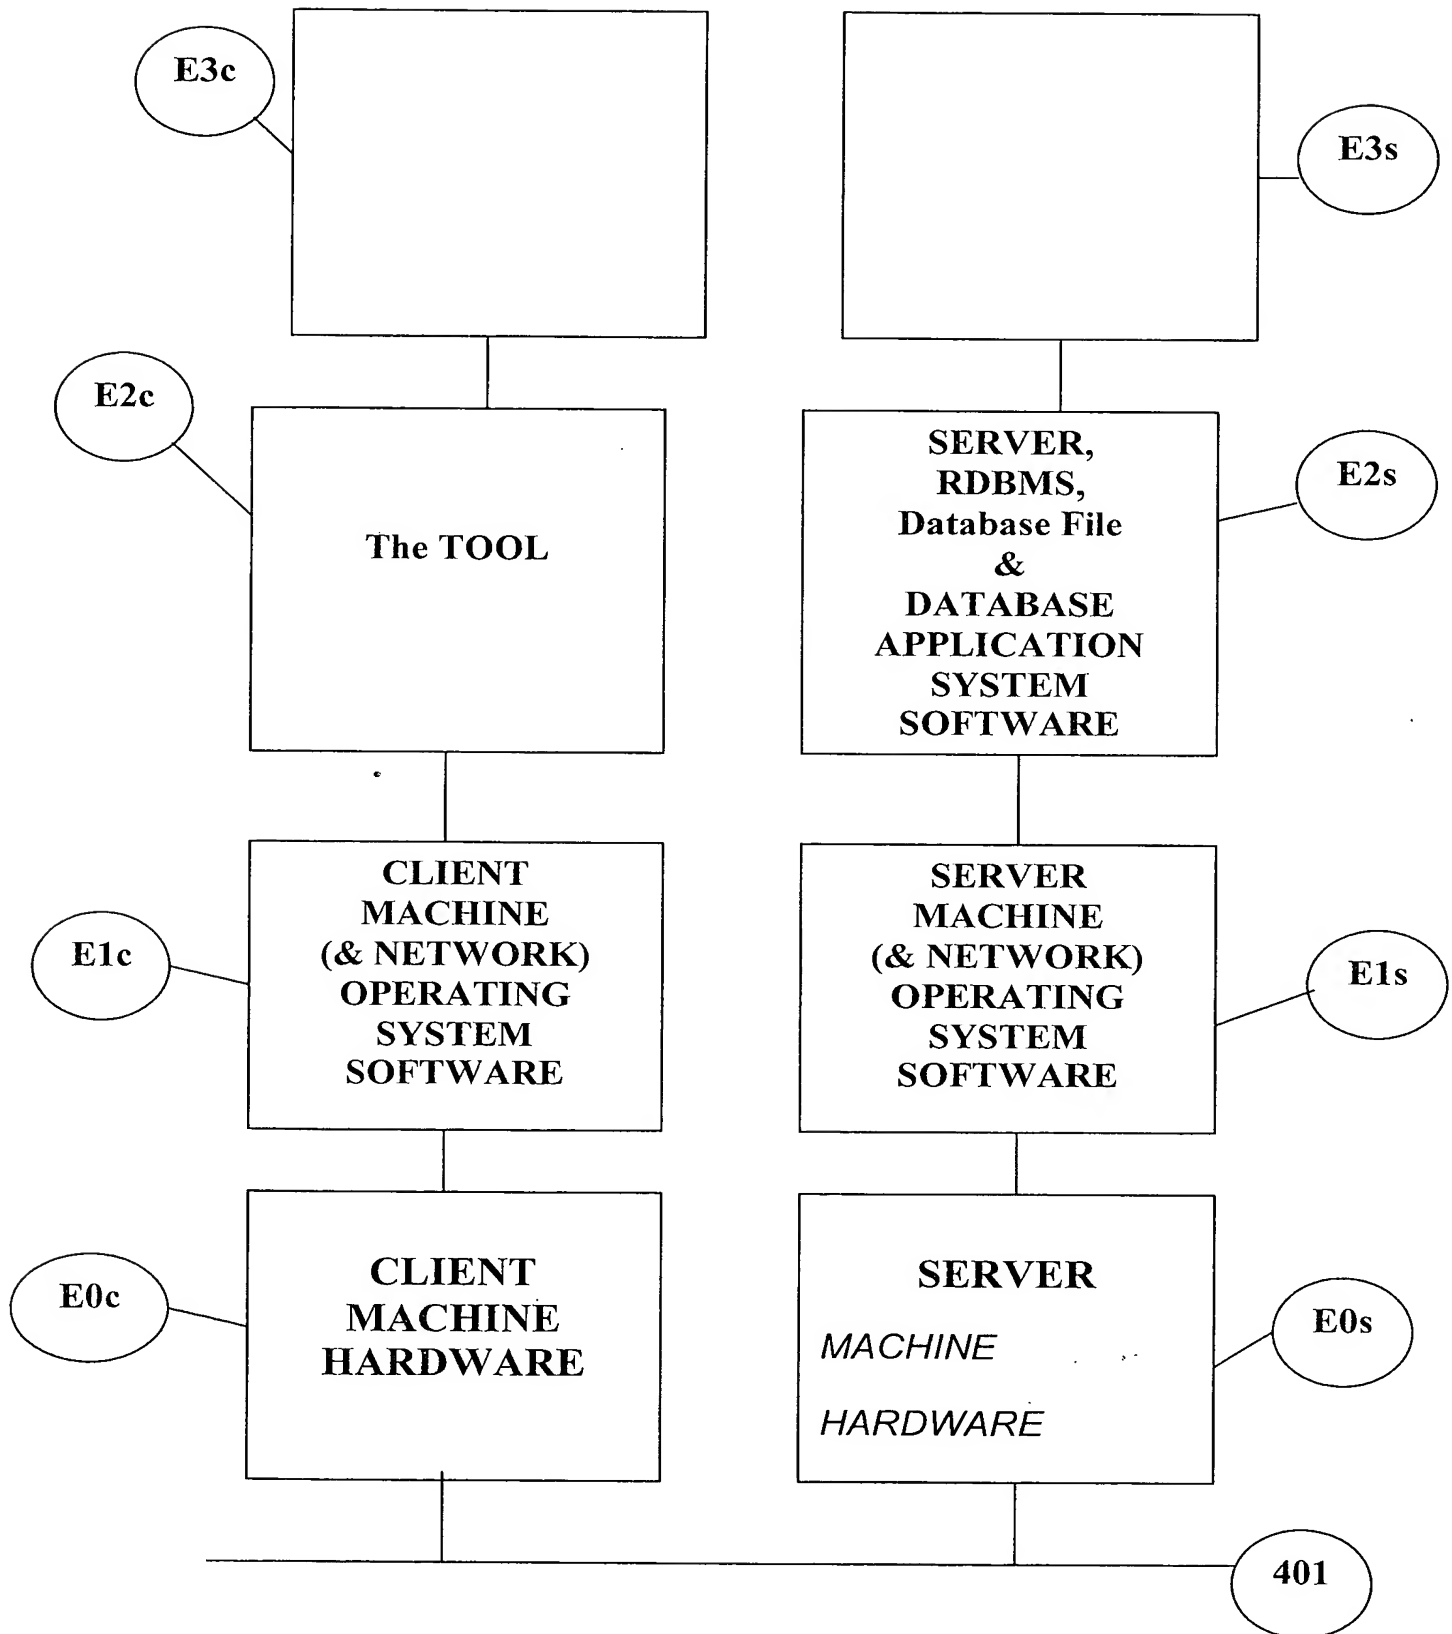 E3c
E3s
E2c
The TOOL
SERVER,
RDBMS,
Database File
&
DATABASE
APPLICATION
SYSTEM
SOFTWARE
E2s
E1c
CLIENT
MACHINE
(& NETWORK)
OPERATING
SYSTEM
SOFTWARE
SERVER
MACHINE
(& NETWORK)
OPERATING
SYSTEM
SOFTWARE
E1s
E0c
CLIENT
MACHINE
HARDWARE
SERVER
MACHINE
HARDWARE
E0s
401